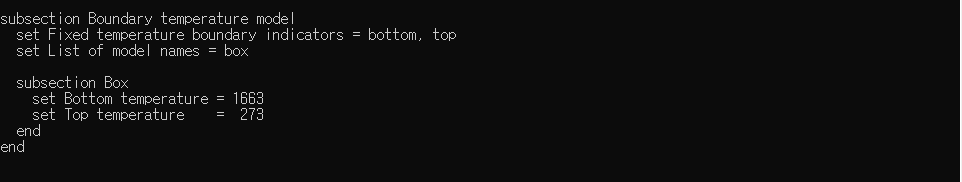 subsection Boundary temperature model
  set Fixed temperature boundary indicators = bottom, top
  set List of model names = box

  subsection Box
    set Bottom temperature = 1663
    set Top temperature    =  273
  end
end